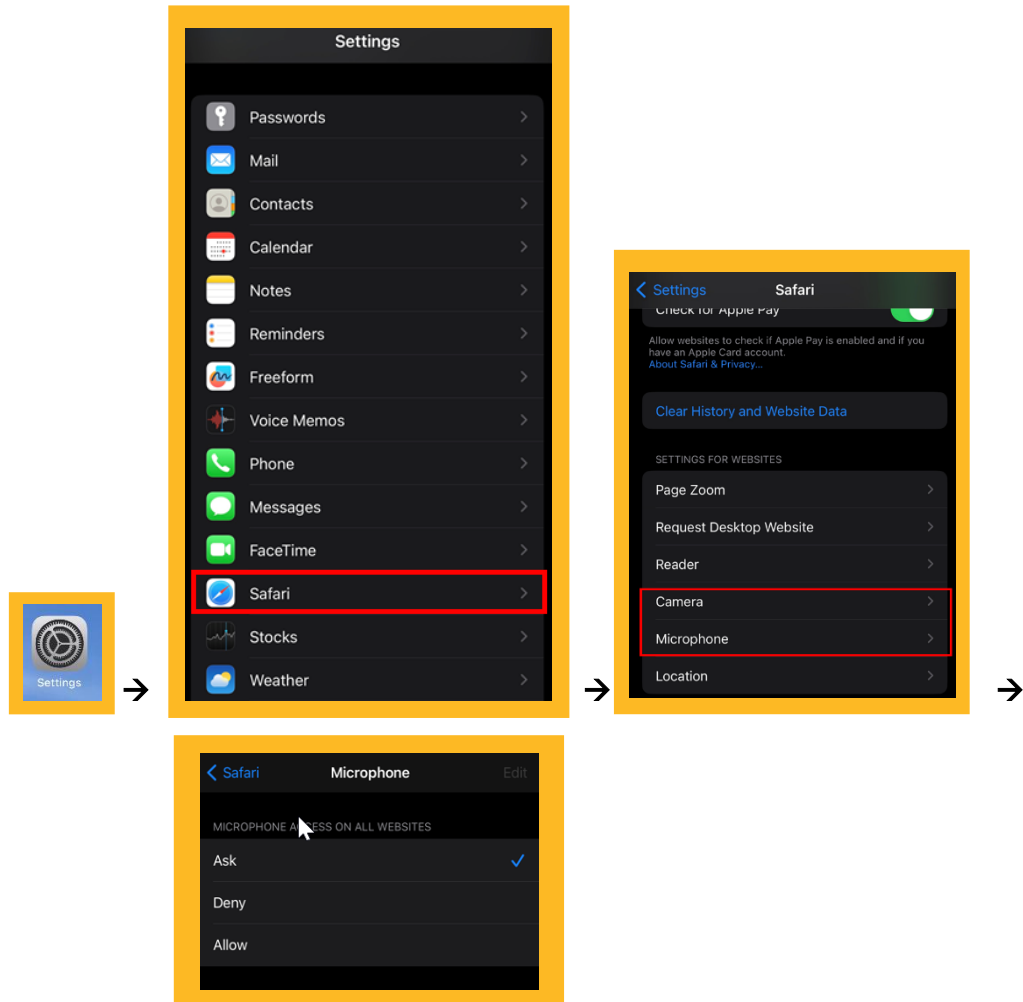 Settings
Settings
Passwords
Mail
Contacts
Calendar
Notes
Reminders
Freeform
Voice Memos
Phone
Messages
FaceTime
Safari
Stocks
Weather
Settings Safari
Check for Apple Pay
Allow websites to check if Apple Pay is enabled and if you
have an Apple Card account.
About Safari & Privacy...
Clear History and Website Data
SETTINGS FOR WEBSITES
Page Zoom
Request Desktop Website
Reader
Camera
Microphone
Location
Safari Microphone Edit
MICROPHONE ACCESS ON ALL WEBSITES
Ask
Deny
Allow